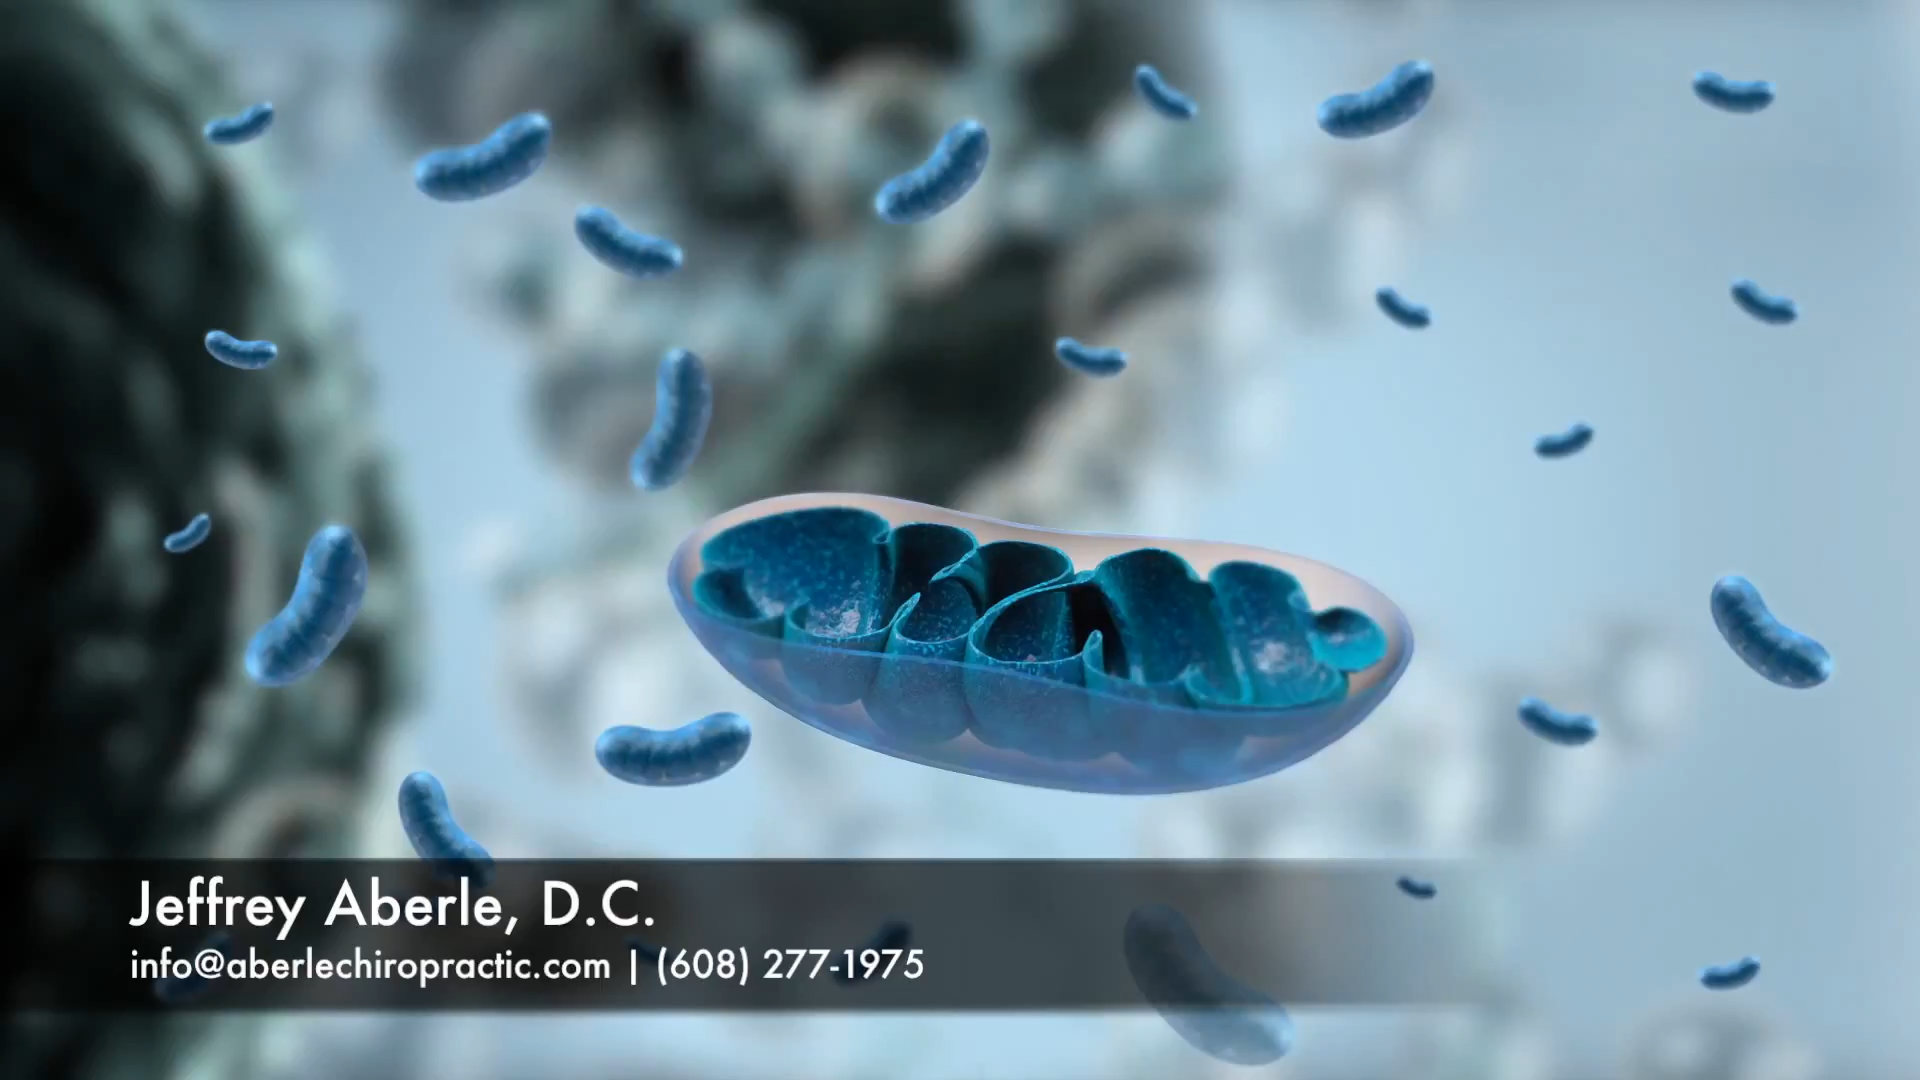 Jeffrey Aberle, D.C.
info@aberlechiropractic.com | (608) 277-1975